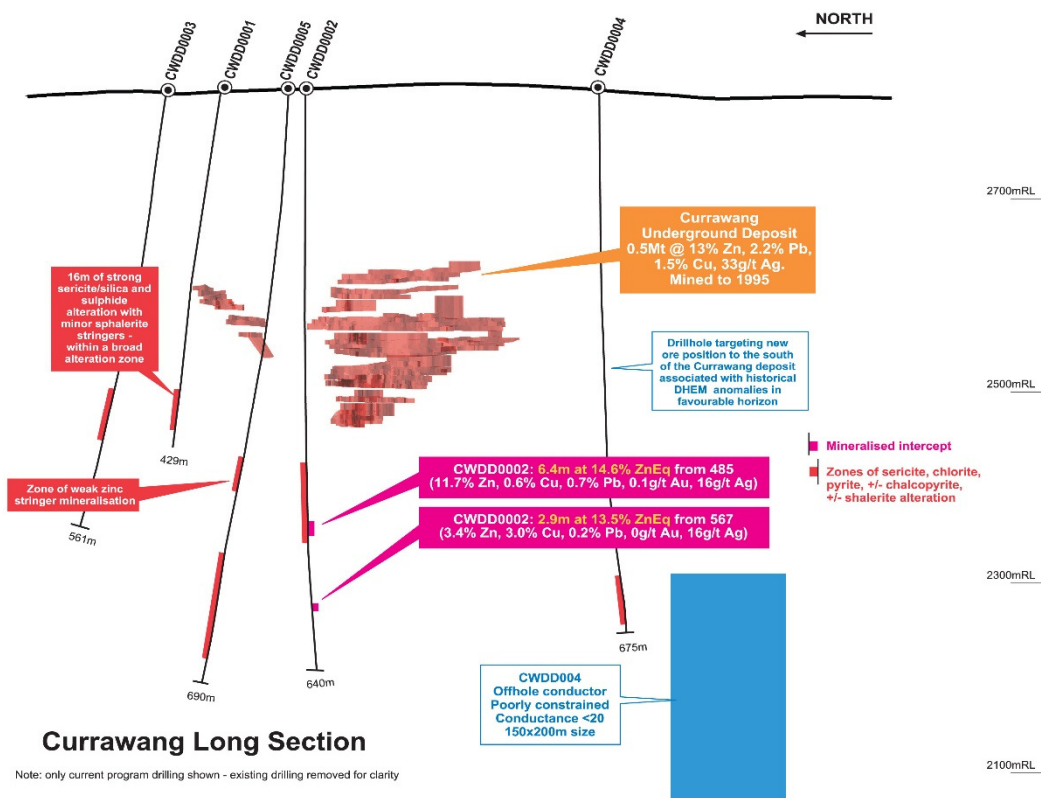 NORTH
CWDD0003
CWDD0001
CWDD0005
CWDD0002
CWDD0004
2700mRL
Currawang
Underground Deposit
0.5Mt @ 13% Zn, 2.2% Pb,
1.5% Cu, 33g/t Ag.
Mined to 1995
16m of strong
sericite/silica and
sulphide
alteration with
minor sphalerite
stringers -
within a broad
alteration zone
Drillhole targeting new
ore position to the south
of the Currawang deposit
associated with historical
DHEM anomalies in
favourable horizon
2500mRL
429m
Mineralised intercept
Zones of sericite, chlorite,
pyrite, +/- chalcopyrite,
+/- shalerite alteration
CWDD0002: 6.4m at 14.6% ZnEq from 485
(11.7% Zn, 0.6% Cu, 0.7% Pb, 0.1g/t Au, 16g/t Ag)
Zone of weak zinc
stringer mineralisation
CWDD0002: 2.9m at 13.5% ZnEq from 567
(3.4% Zn, 3.0% Cu, 0.2% Pb, 0g/t Au, 16g/t Ag)
561m
2300mRL
675m
690m
640m
CWDD004
Offhole conductor
Poorly constrained
Conductance <20
150x200m size
Currawang Long Section
Note: only current program drilling shown - existing drilling removed for clarity
2100mRL